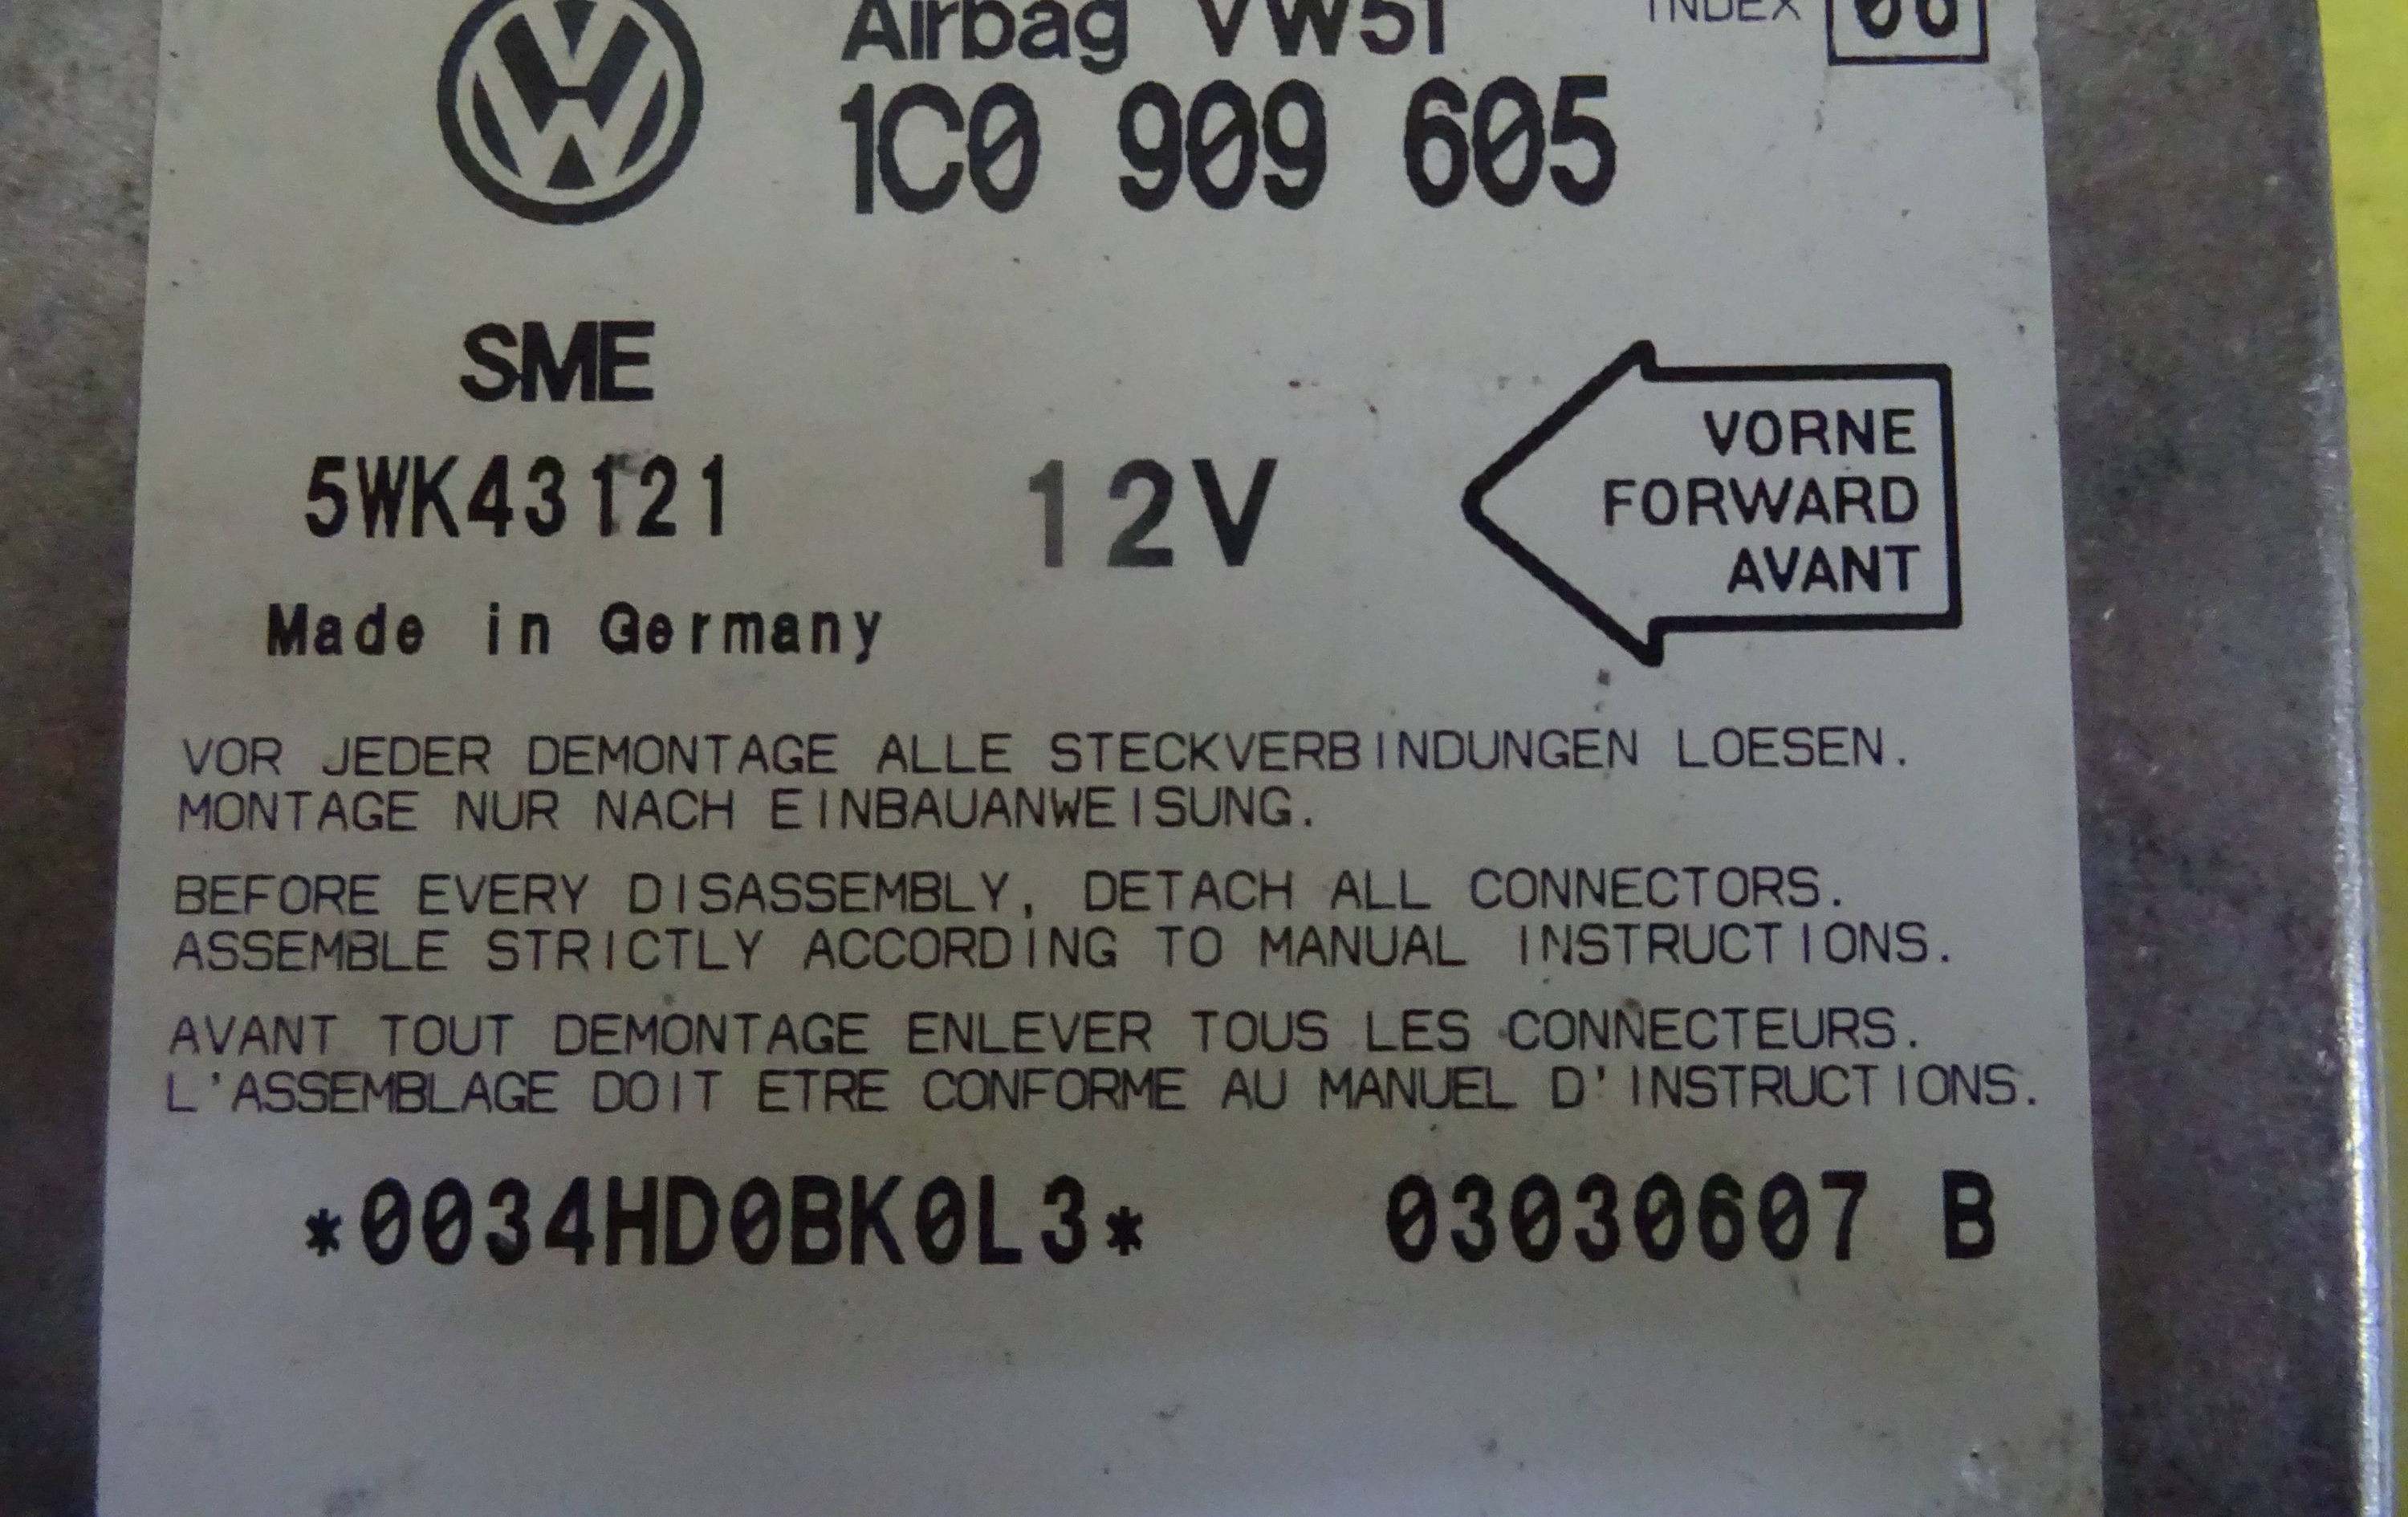 Airbag VW51 INDEX
1C0 909 605
SME
5WK43121 12V
VORNE
FORWARD
AVANT
Made in Germany
VOR JEDER DEMONTAGE ALLE STECKVERBINDUNGEN LOESEN.
MONTAGE NUR NACH EINBAUANWEISUNG.
BEFORE EVERY DISASSEMBLY, DETACH ALL CONNECTORS.
ASSEMBLE STRICTLY ACCORDING TO MANUAL INSTRUCTIONS.
AVANT TOUT DEMONTAGE ENLEVER TOUS LES CONNECTEURS.
L'ASSEMBLAGE DOIT ETRE CONFORME AU MANUEL D'INSTRUCTIONS.
*0034HD0BK0L3* 03030607 B